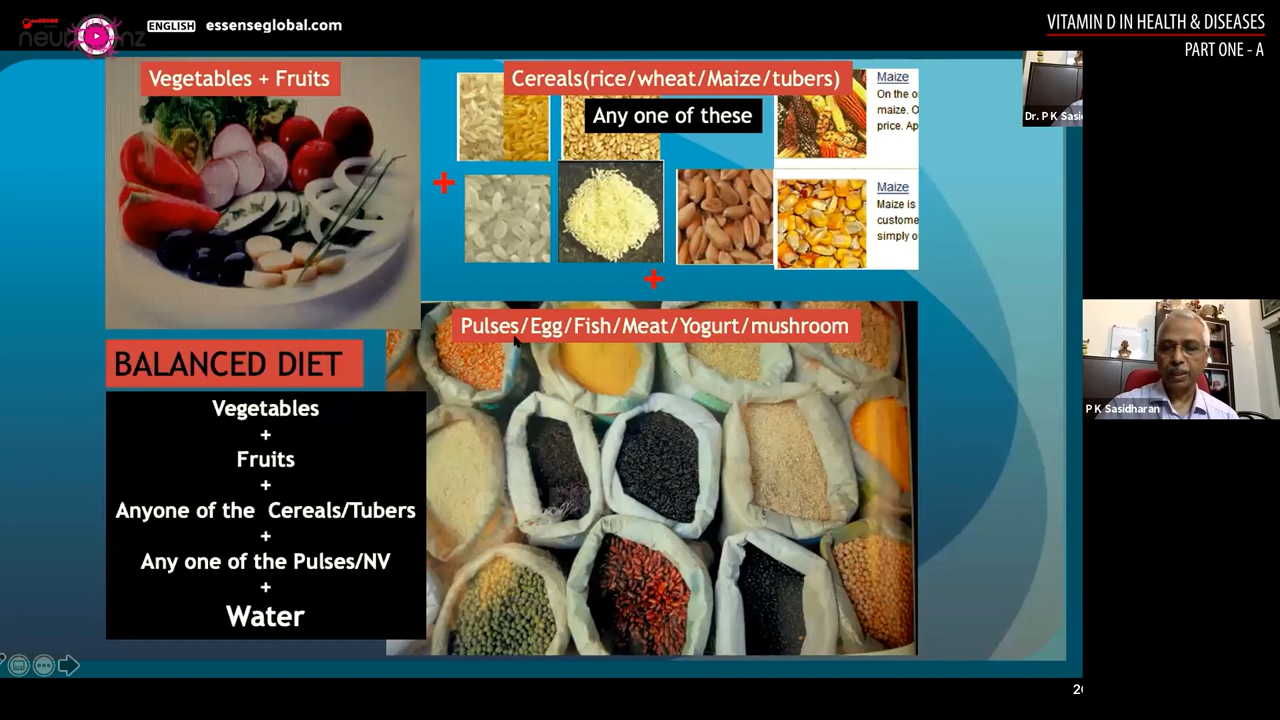 ENGLISH
essenseglobal.com
VITAMIN D IN HEALTH & DISEASES
PART ONE - A
Vegetables + Fruits
Cereals(rice/wheat/Maize/tubers)
Any one of these
Maize
On the o
maize. O
price. Ap
Maize
Maize is
custome
simply o
+
+
Pulses/Egg/Fish/Meat/Yogurt/mushroom
BALANCED DIET
Vegetables
+
Fruits
+
Anyone of the Cereals/Tubers
+
Any one of the Pulses/NV
+
Water
Dr. P K Sasi
P K Sasidharan